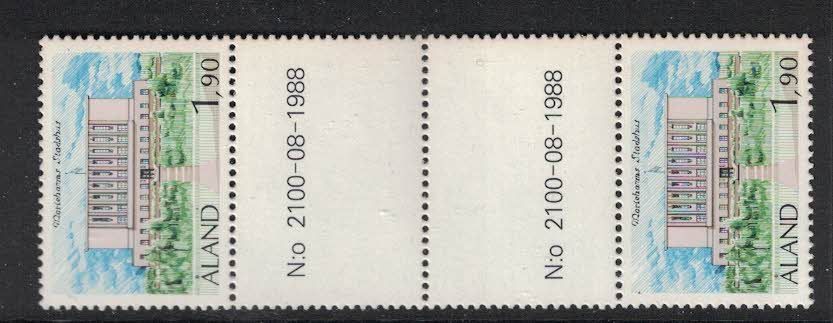 Mariehamns Stadshus
1,90
ÅLAND
N:o 2100-08-1988
N:o 2100-08-1988
Mariehamns Stadshus
1,90
ÅLAND